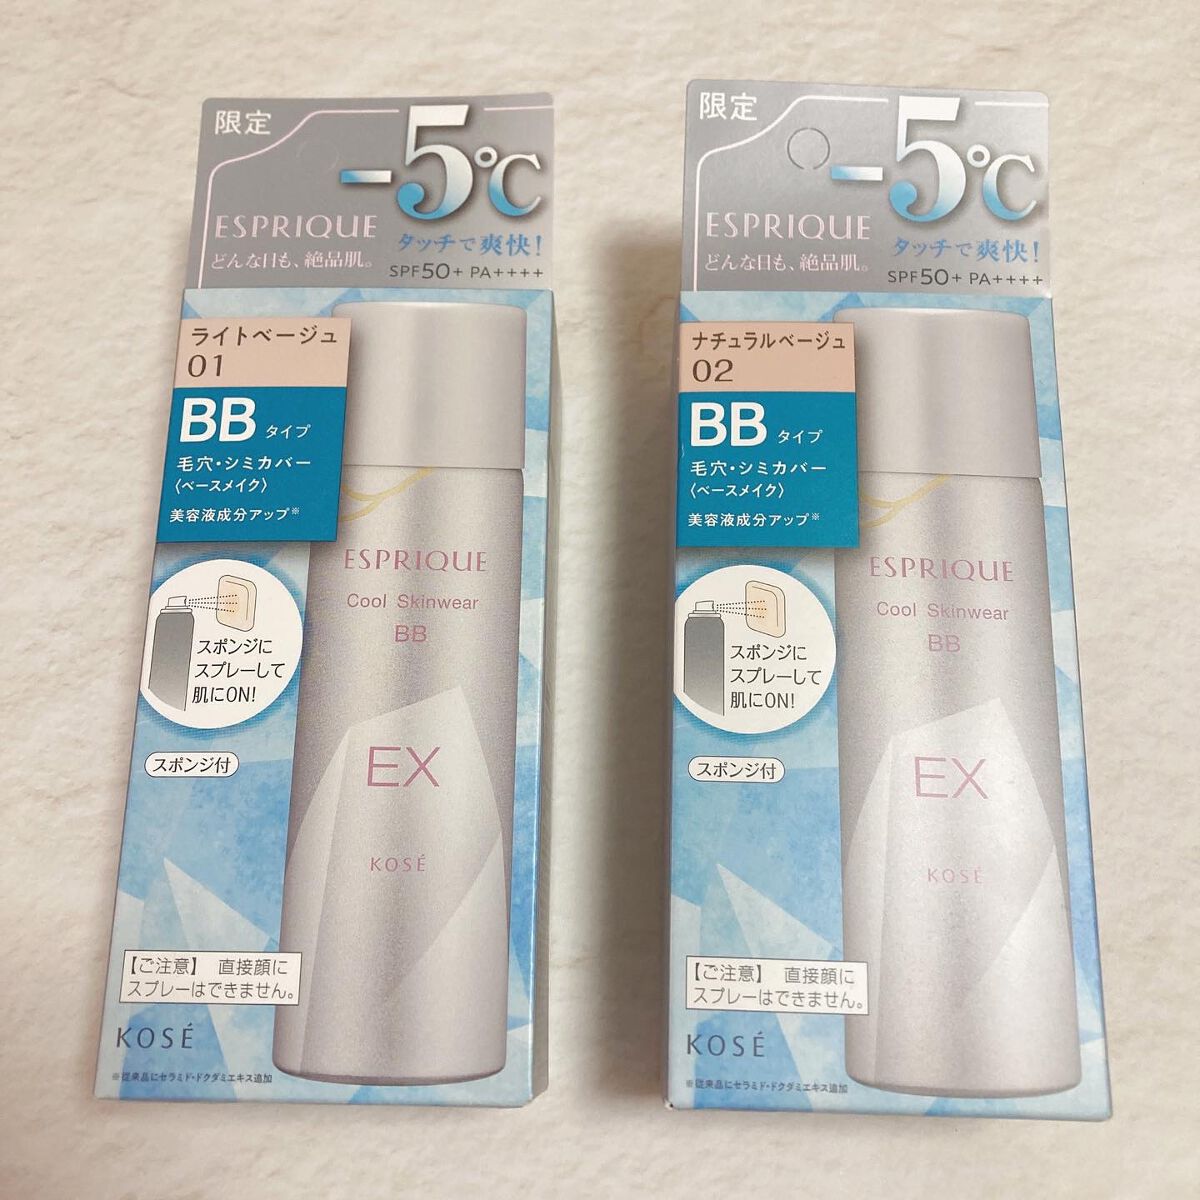 限定
-5℃
ESPRIQUE
タッチで爽快!
どんな日も、絶品肌。
SPF50+ PA++++
ライトベージュ
01
BB タイプ
毛穴・シミカバー
〈ベースメイク〉
美容液成分アップ※
ESPRIQUE
Cool Skinwear
BB
スポンジに
スプレーして
肌にON!
スポンジ付
EX
KOSÉ
【ご注意】 直接顔に
スプレーはできません。
KOSÉ
※従来品にセラミド・ドクダミエキス追加
限定
-5℃
ESPRIQUE
タッチで爽快!
どんな日も、絶品肌。
SPF50+ PA++++
ナチュラルベージュ
02
BB タイプ
毛穴・シミカバー
〈ベースメイク〉
美容液成分アップ※
ESPRIQUE
Cool Skinwear
BB
スポンジに
スプレーして
肌にON!
スポンジ付
EX
KOSÉ
【ご注意】 直接顔に
スプレーはできません。
KOSÉ
※従来品にセラミド・ドクダミエキス追加